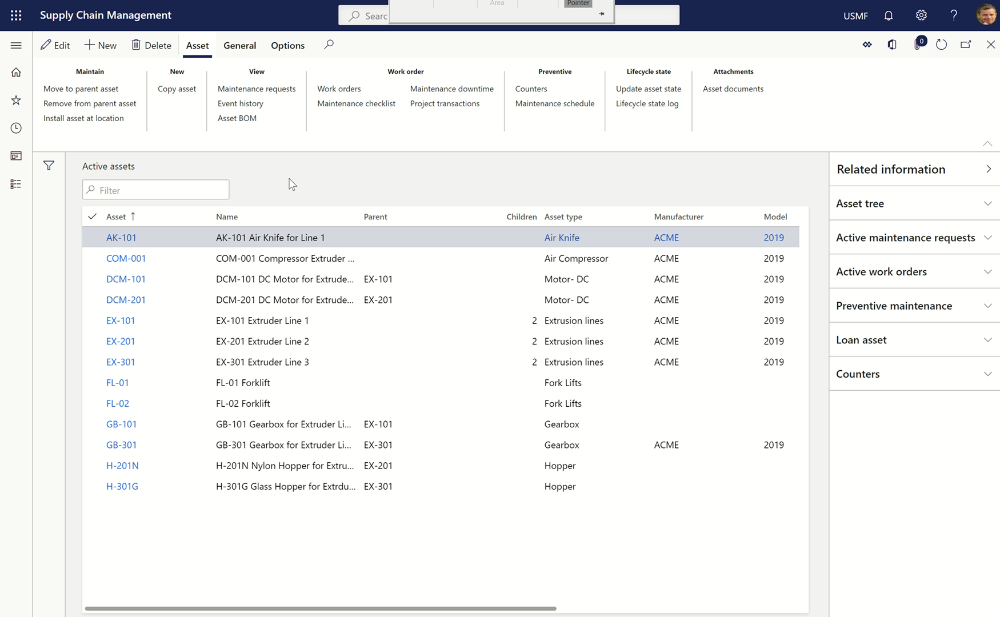 Supply Chain Management
Searc
Area
Pointer
USMF
Edit
New
Delete
Asset
General
Options
0
Maintain
Move to parent asset
Remove from parent asset
Install asset at location
New
Copy asset
View
Maintenance requests
Event history
Asset BOM
Work order
Work orders
Maintenance checklist
Maintenance downtime
Project transactions
Preventive
Counters
Maintenance schedule
Lifecycle state
Update asset state
Lifecycle state log
Attachments
Asset documents
Active assets
Filter
Asset Name Parent Children Asset type Manufacturer Model
AK-101 AK-101 Air Knife for Line 1 Air Knife ACME 2019
COM-001 COM-001 Compressor Extruder ... Air Compressor ACME 2019
DCM-101 DCM-101 DC Motor for Extrude... EX-101 Motor- DC ACME 2019
DCM-201 DCM-201 DC Motor for Extrude... EX-201 Motor- DC ACME 2019
EX-101 EX-101 Extruder Line 1 2 Extrusion lines ACME 2019
EX-201 EX-201 Extruder Line 2 2 Extrusion lines ACME 2019
EX-301 EX-301 Extruder Line 3 2 Extrusion lines ACME 2019
FL-01 FL-01 Forklift Fork Lifts
FL-02 FL-02 Forklift Fork Lifts
GB-101 GB-101 Gearbox for Extruder Li... EX-101 Gearbox
GB-301 GB-301 Gearbox for Extruder Li... EX-301 Gearbox ACME 2019
H-201N H-201N Nylon Hopper for Extru... EX-201 Hopper
H-301G H-301G Glass Hopper for Extrdu... EX-301 Hopper
Related information
Asset tree
Active maintenance requests
Active work orders
Preventive maintenance
Loan asset
Counters